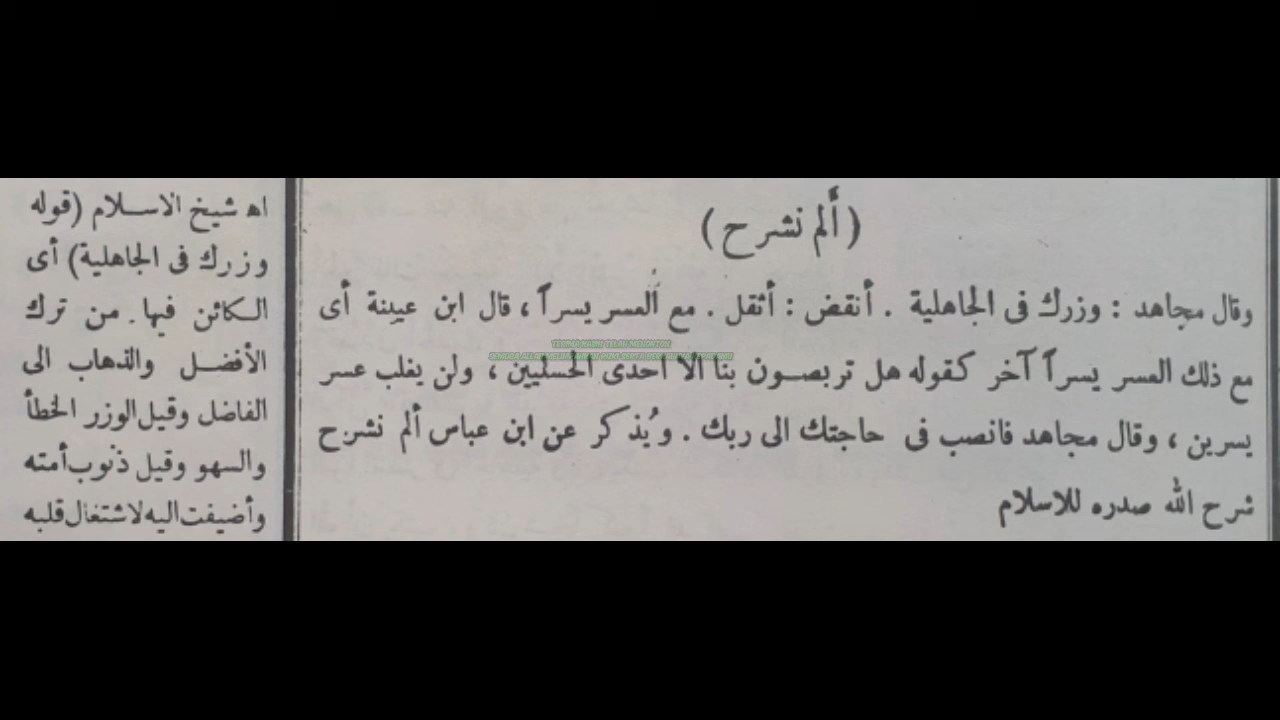 (ألم نشرح)
وقال مجاهد : وزرك فى الجاهلية . أنقض : أثقل . مع العسر يسراً ، قال ابن عيينة أى
مع ذلك العسر يسراً آخر كقوله هل تربصون بنا الا احدى الحسنيين ، ولن يغلب عسر
يسرين ، وقال مجاهد فانصب فى حاجتك الى ربك . ويُذكر عن ابن عباس ألم نشرح
شرح الله صدره للاسلام
اه شيخ الاسلام (قوله
وزرك فى الجاهلية) أى
الكائن فيها . من ترك
الأفضل والذهاب الى
الفاضل وقيل الوزر الخطأ
والسهو وقيل ذنوب أمته
وأضيفت اليه لاشتغال قلبه